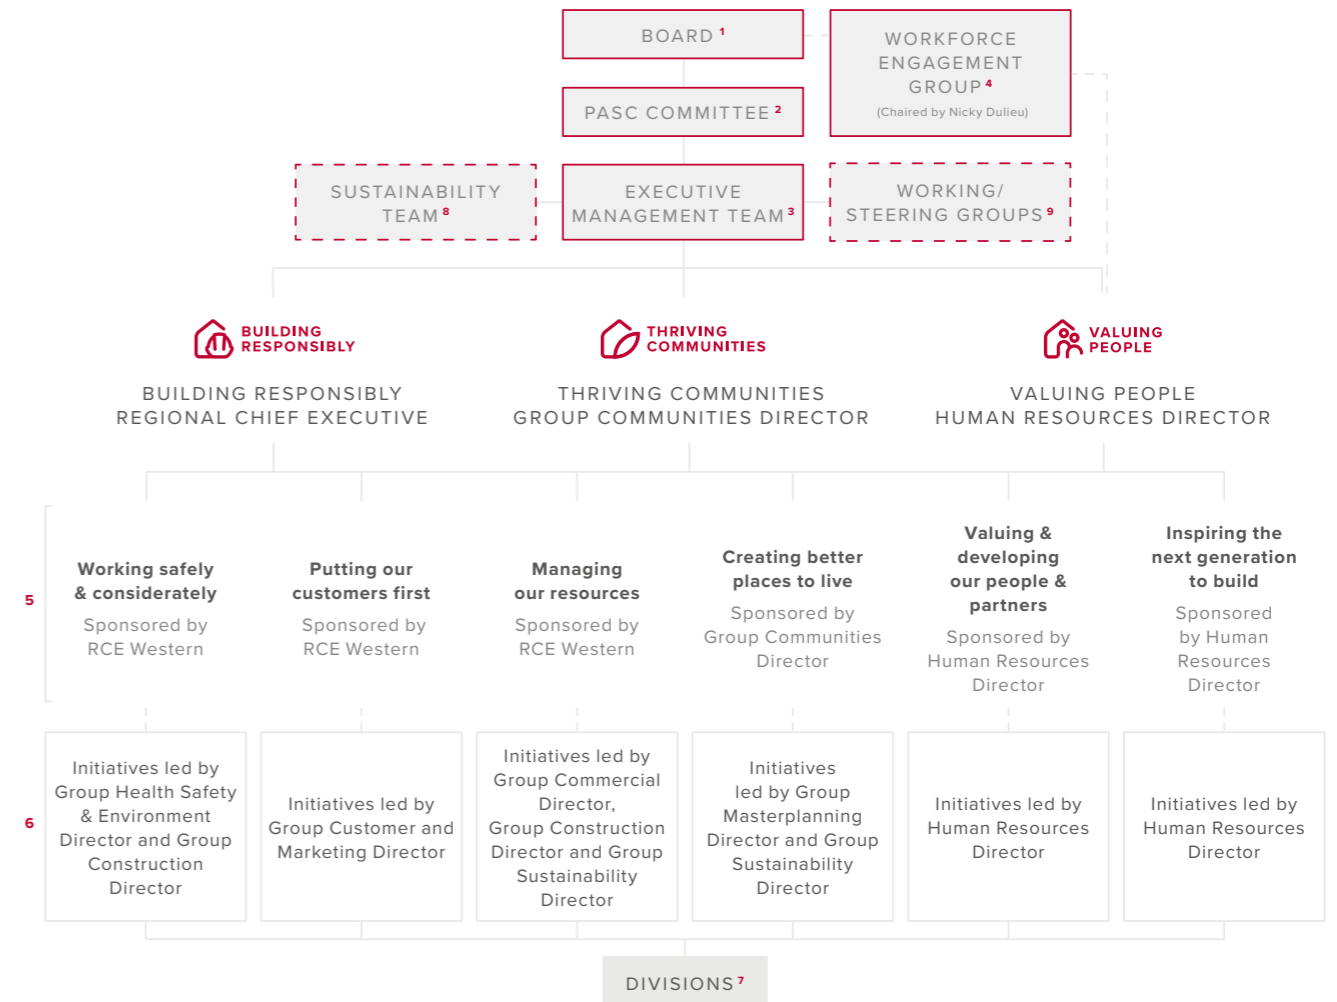 BOARD 1
WORKFORCE
ENGAGEMENT
GROUP 4
(Chaired by Nicky Dulieu)
PASC COMMITTEE 2
SUSTAINABILITY
TEAM 8
EXECUTIVE
MANAGEMENT TEAM 3
WORKING/
STEERING GROUPS 9
BUILDING
RESPONSIBLY
THRIVING
COMMUNITIES
VALUING
PEOPLE
BUILDING RESPONSIBLY
REGIONAL CHIEF EXECUTIVE
THRIVING COMMUNITIES
GROUP COMMUNITIES DIRECTOR
VALUING PEOPLE
HUMAN RESOURCES DIRECTOR
5
Working safely
& considerately
Sponsored by
RCE Western
Putting our
customers first
Sponsored by
RCE Western
Managing
our resources
Sponsored by
RCE Western
Creating better
places to live
Sponsored by
Group Communities
Director
Valuing &
developing
our people &
partners
Sponsored by
Human Resources
Director
Inspiring the
next generation
to build
Sponsored
by Human
Resources
Director
6
Initiatives led by
Group Health Safety
& Environment
Director and Group
Construction
Director
Initiatives led by
Group Customer and
Marketing Director
Initiatives led by
Group Commercial
Director,
Group Construction
Director and Group
Sustainability
Director
Initiatives
led by Group
Masterplanning
Director and Group
Sustainability
Director
Initiatives led by
Human Resources
Director
Initiatives led by
Human Resources
Director
DIVISIONS 7